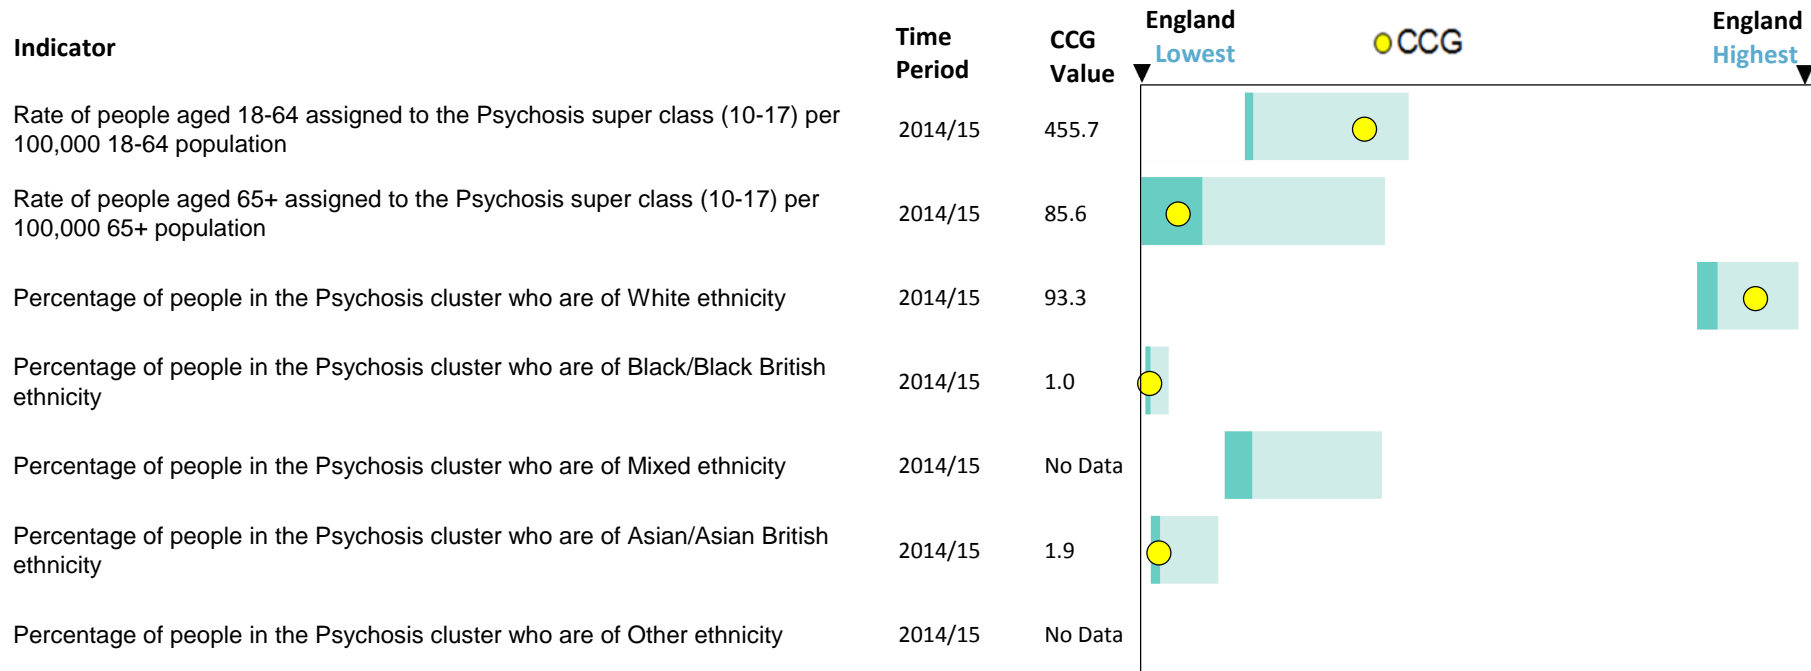 Indicator
Time
Period
CCG
Value
England
Lowest
CCG
England
Highest
Rate of people aged 18-64 assigned to the Psychosis super class (10-17) per
100,000 18-64 population
2014/15
455.7
Rate of people aged 65+ assigned to the Psychosis super class (10-17) per
100,000 65+ population
2014/15
85.6
Percentage of people in the Psychosis cluster who are of White ethnicity
2014/15
93.3
Percentage of people in the Psychosis cluster who are of Black/Black British
ethnicity
2014/15
1.0
Percentage of people in the Psychosis cluster who are of Mixed ethnicity
2014/15
No Data
Percentage of people in the Psychosis cluster who are of Asian/Asian British
ethnicity
2014/15
1.9
Percentage of people in the Psychosis cluster who are of Other ethnicity
2014/15
No Data